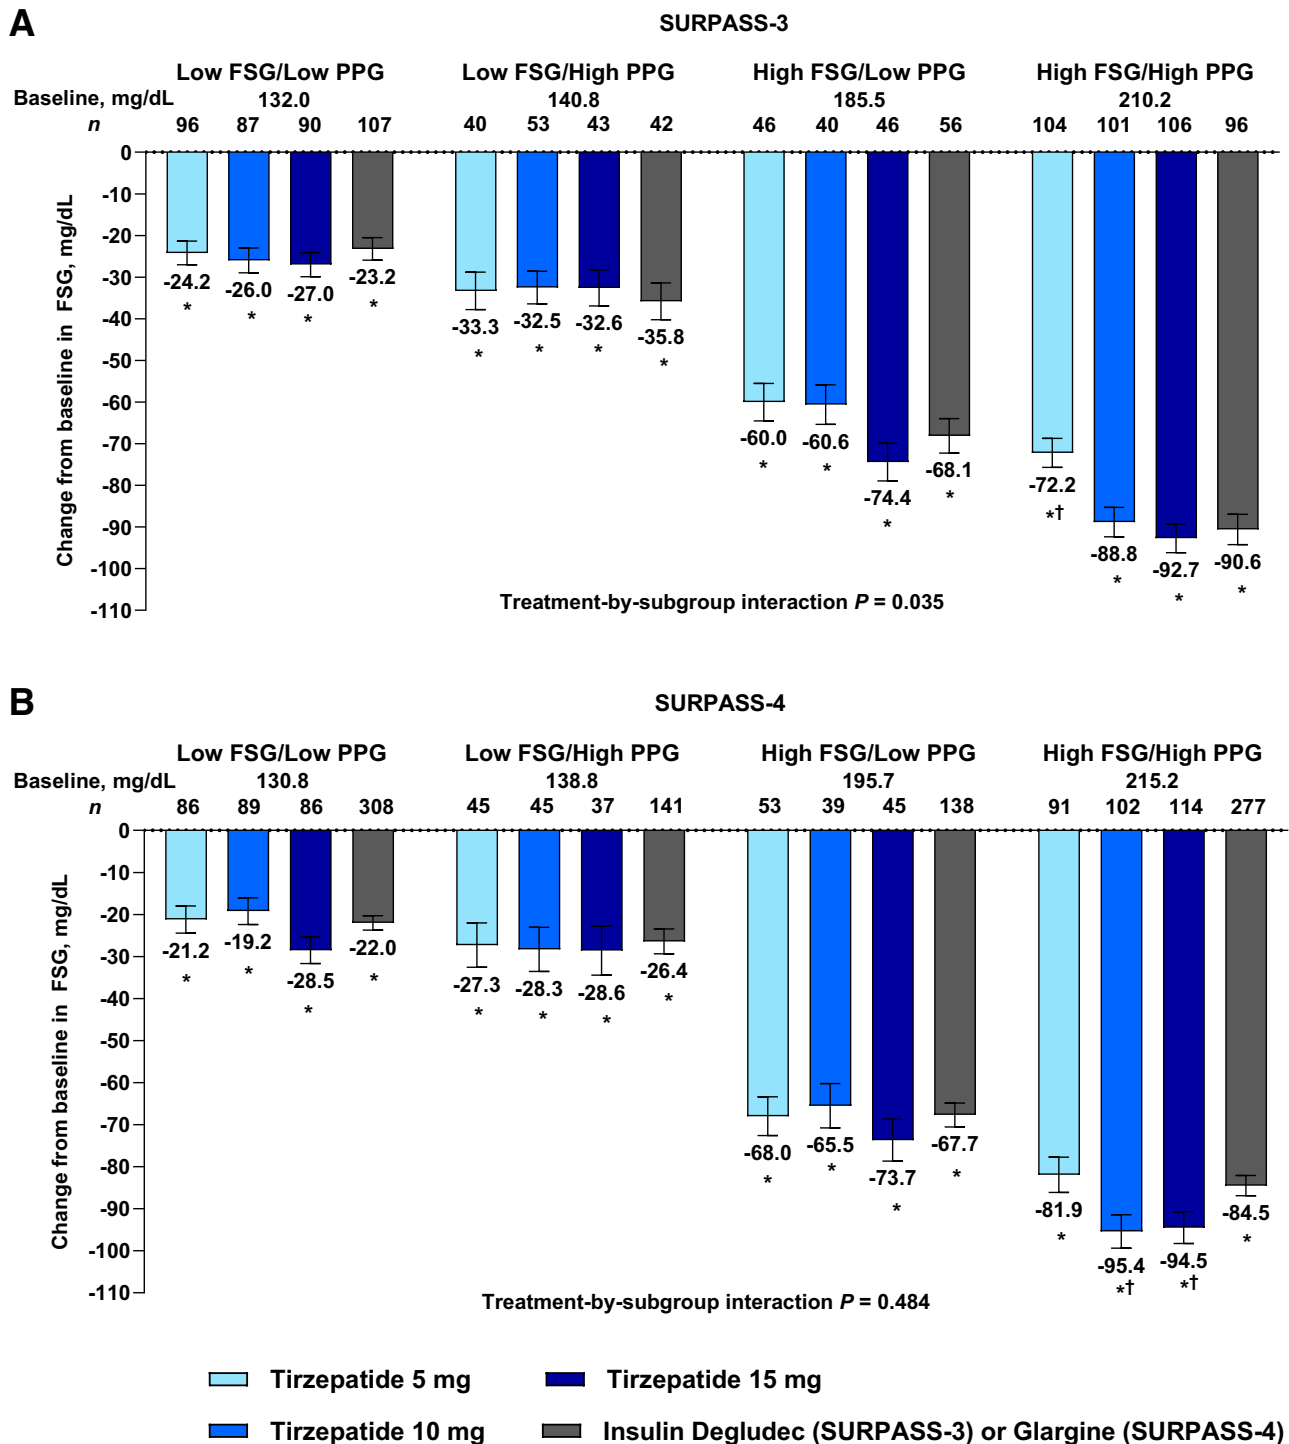 A
SURPASS-3
Low FSG/Low PPG Low FSG/High PPG High FSG/Low PPG High FSG/High PPG
Baseline, mg/dL 132.0 140.8 185.5 210.2
n 96 87 90 107 40 53 43 42 46 40 46 56 104 101 106 96
Change from baseline in FSG, mg/dL
0
-10
-20
-30
-40
-50
-60
-70
-80
-90
-100
-110
-24.2 -26.0 -27.0 -23.2
* * * *
-33.3 -32.5 -32.6 -35.8
* * * *
-60.0 -60.6 -74.4 -68.1
* * * *
-72.2 -88.8 -92.7 -90.6
*† * * *
Treatment-by-subgroup interaction P = 0.035
B
SURPASS-4
Low FSG/Low PPG Low FSG/High PPG High FSG/Low PPG High FSG/High PPG
Baseline, mg/dL 130.8 138.8 195.7 215.2
n 86 89 86 308 45 45 37 141 53 39 45 138 91 102 114 277
Change from baseline in FSG, mg/dL
0
-10
-20
-30
-40
-50
-60
-70
-80
-90
-100
-110
-21.2 -19.2 -28.5 -22.0
* * * *
-27.3 -28.3 -28.6 -26.4
* * * *
-68.0 -65.5 -73.7 -67.7
* * * *
-81.9 -95.4 -94.5 -84.5
* *† *† *
Treatment-by-subgroup interaction P = 0.484
Tirzepatide 5 mg Tirzepatide 15 mg
Tirzepatide 10 mg Insulin Degludec (SURPASS-3) or Glargine (SURPASS-4)